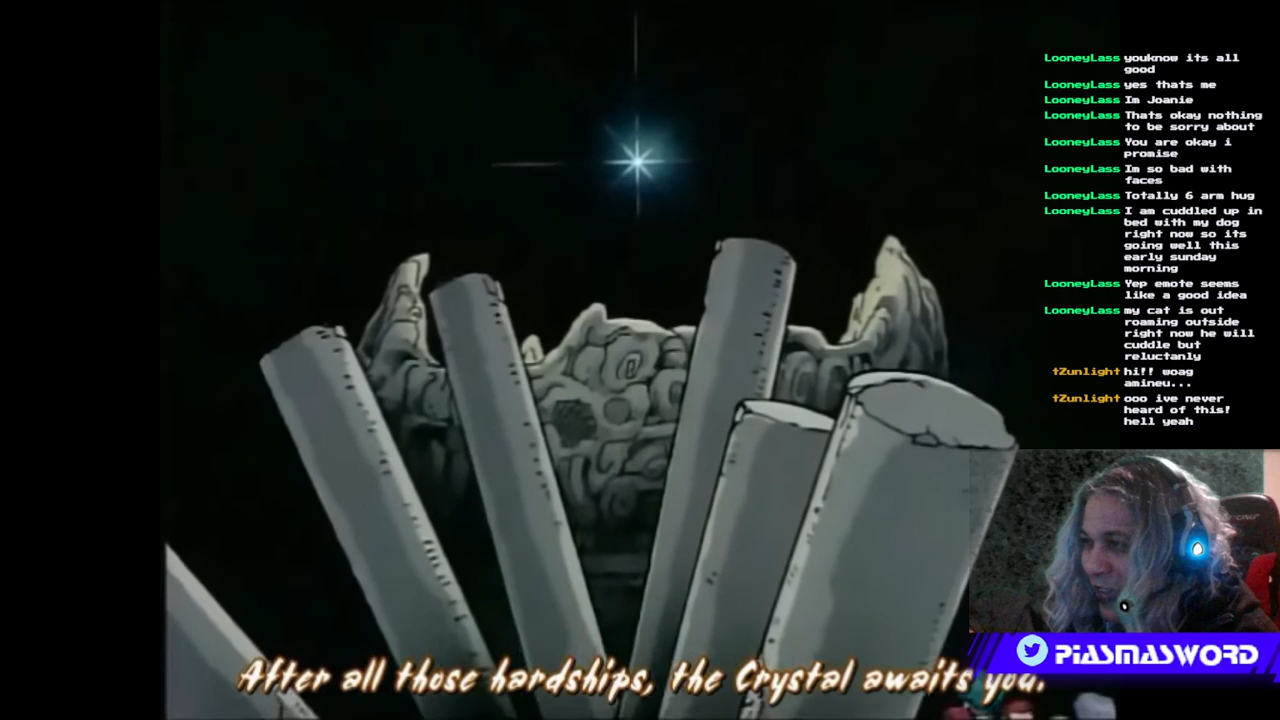 LooneyLass youknow its all
good
LooneyLass yes thats me
LooneyLass Im Joanie
LooneyLass Thats okay nothing
to be sorry about
LooneyLass You are okay i
promise
LooneyLass Im so bad with
faces
LooneyLass Totally 6 arm hug
LooneyLass I am cuddled up in
bed with my dog
right now so its
going well this
early sunday
morning
LooneyLass Yep emote seems
like a good idea
LooneyLass my cat is out
roaming outside
right now he will
cuddle but
reluctanly
tZunlight hi!! woag
amineu...
tZunlight ooo ive never
heard of this!
hell yeah
PiASMASWORD
After all those hardships, the Crystal awaits you.